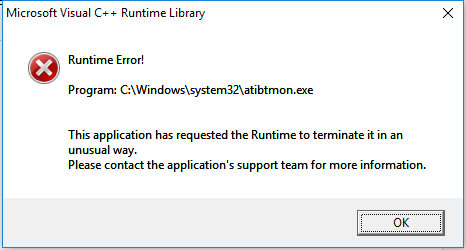 Microsoft Visual C++ Runtime Library
Runtime Error!
Program: C:\Windows\system32\atibtmon.exe
This application has requested the Runtime to terminate it in an
unusual way.
Please contact the application's support team for more information.
OK